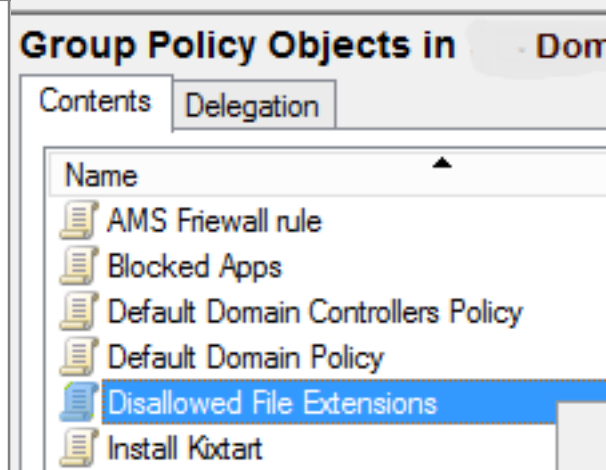 Group Policy Objects in Dom
Contents Delegation
Name
AMS Friewall rule
Blocked Apps
Default Domain Controllers Policy
Default Domain Policy
Disallowed File Extensions
Install Kixtart